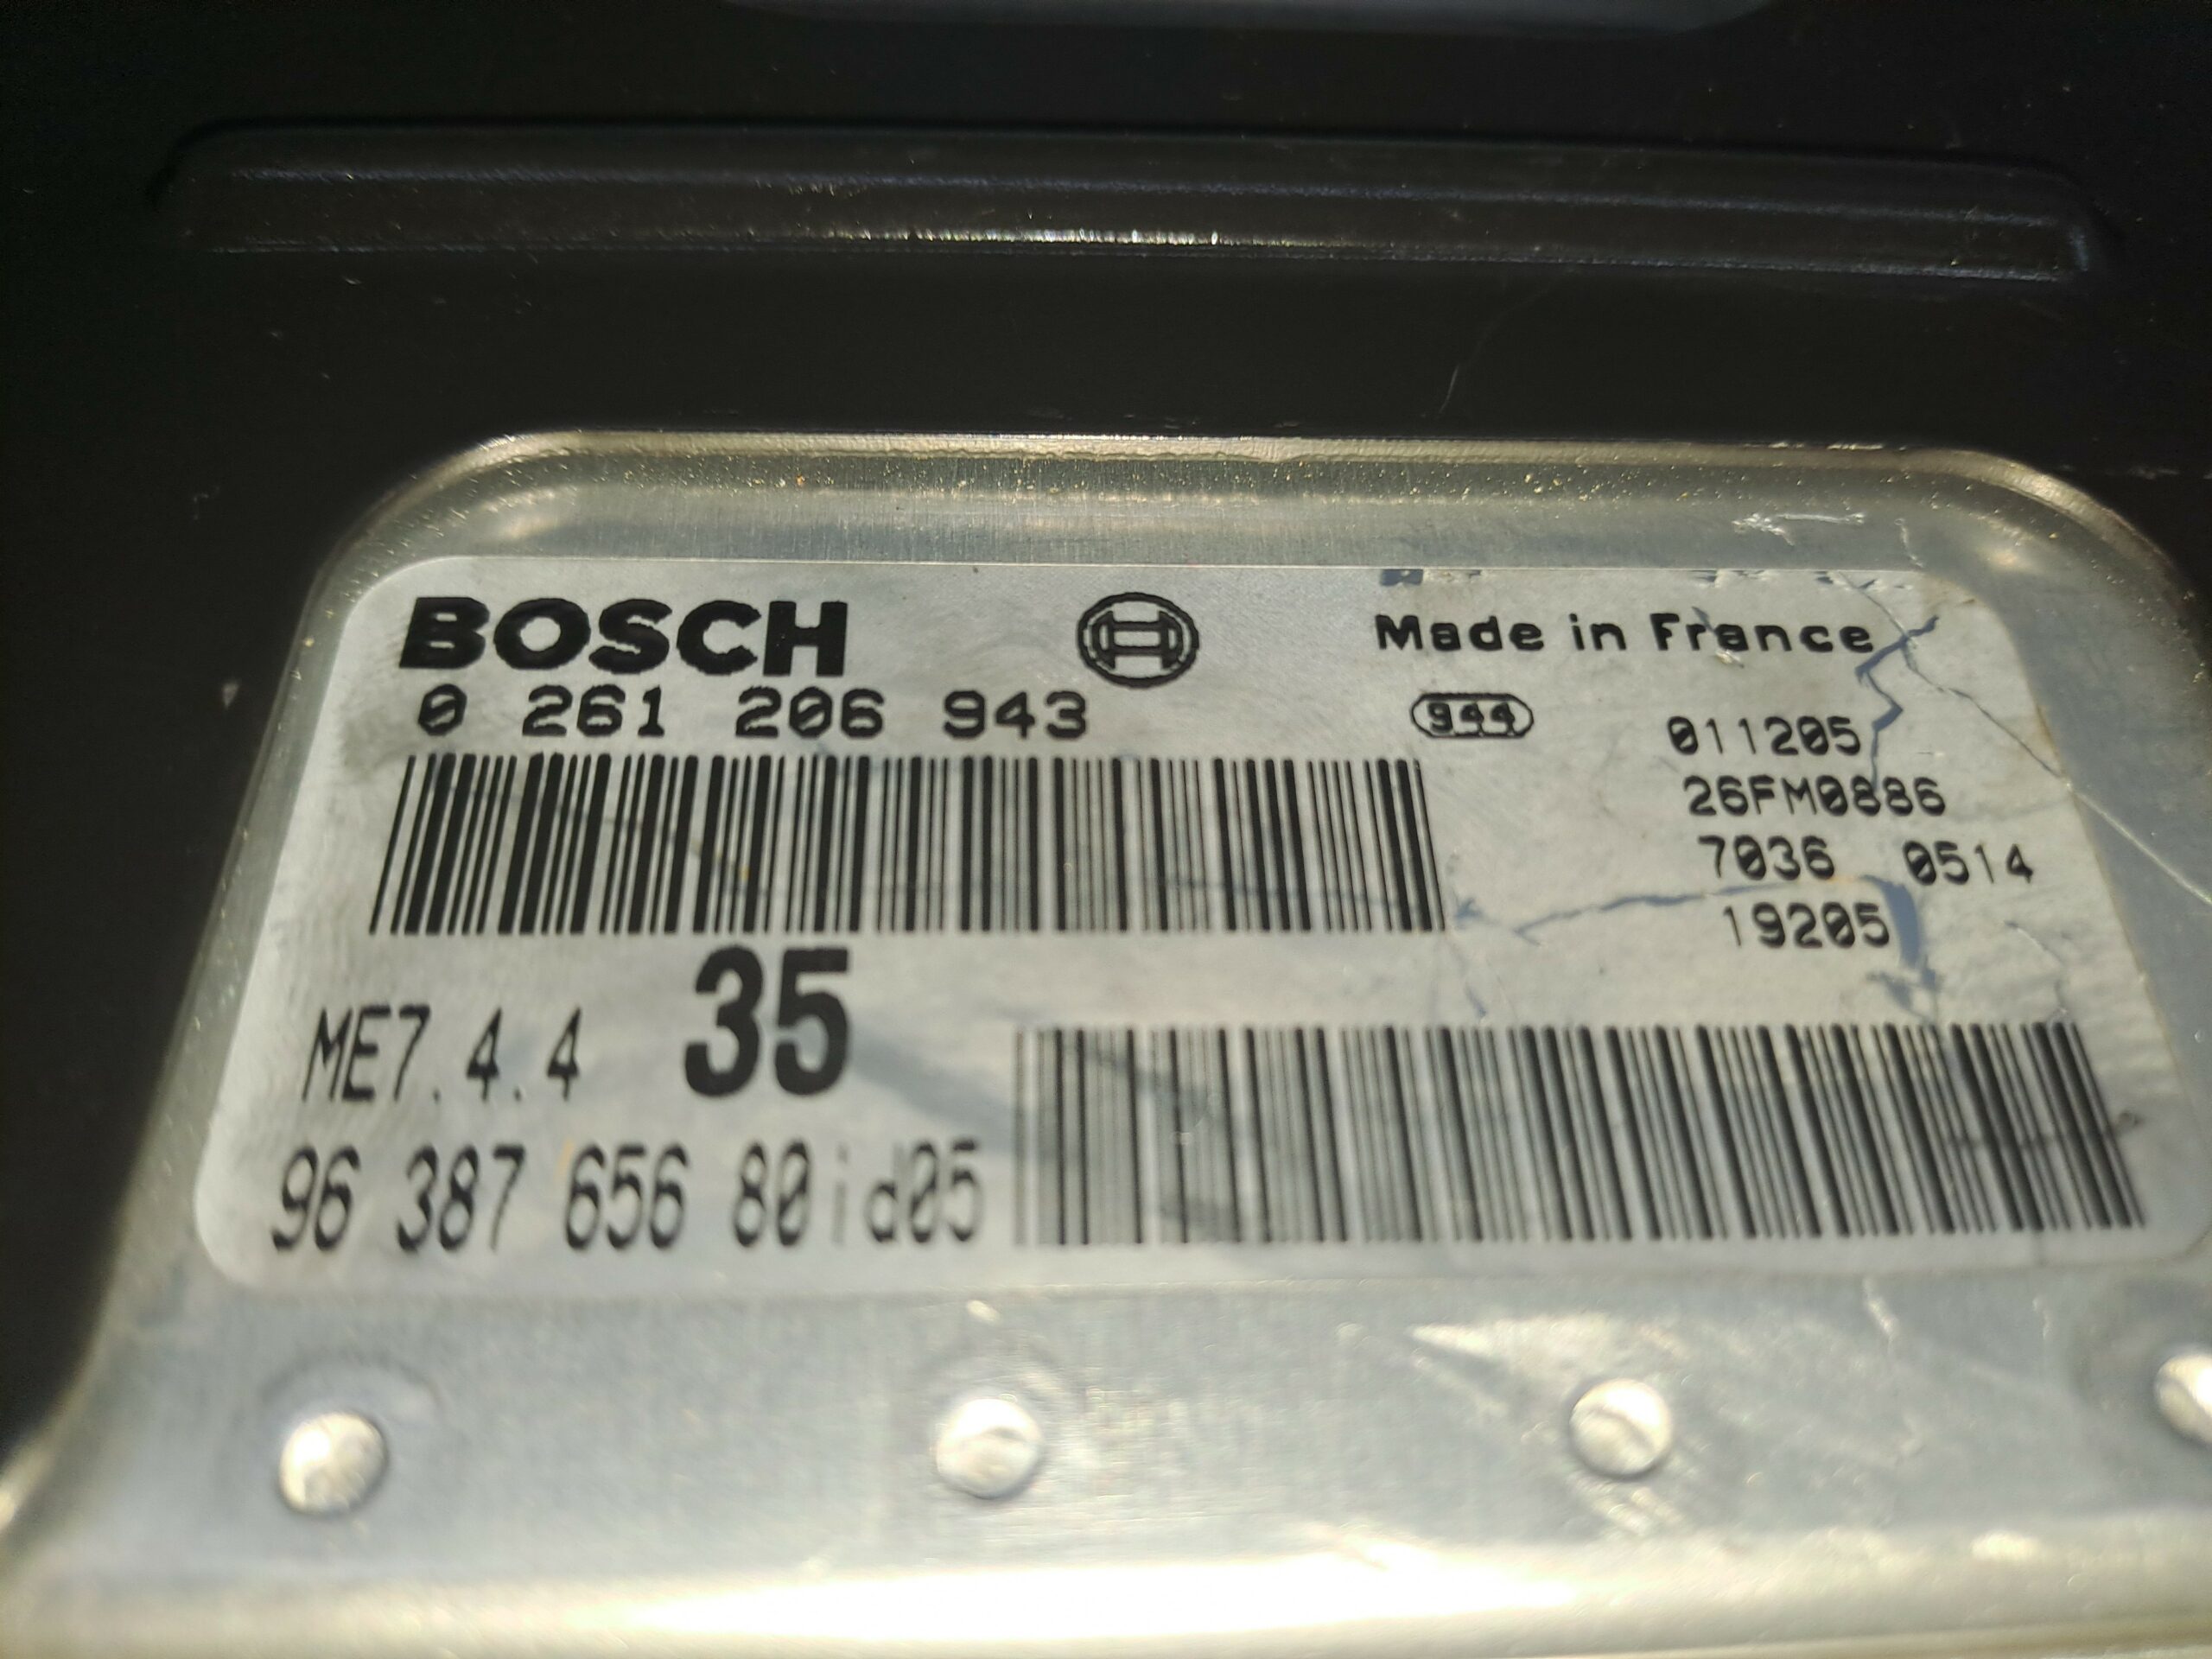 BOSCH
Made in France
0 261 206 943
944
011205
26FM0886
7036 0514
19205
ME7.4.4 35
96 387 656 80id05